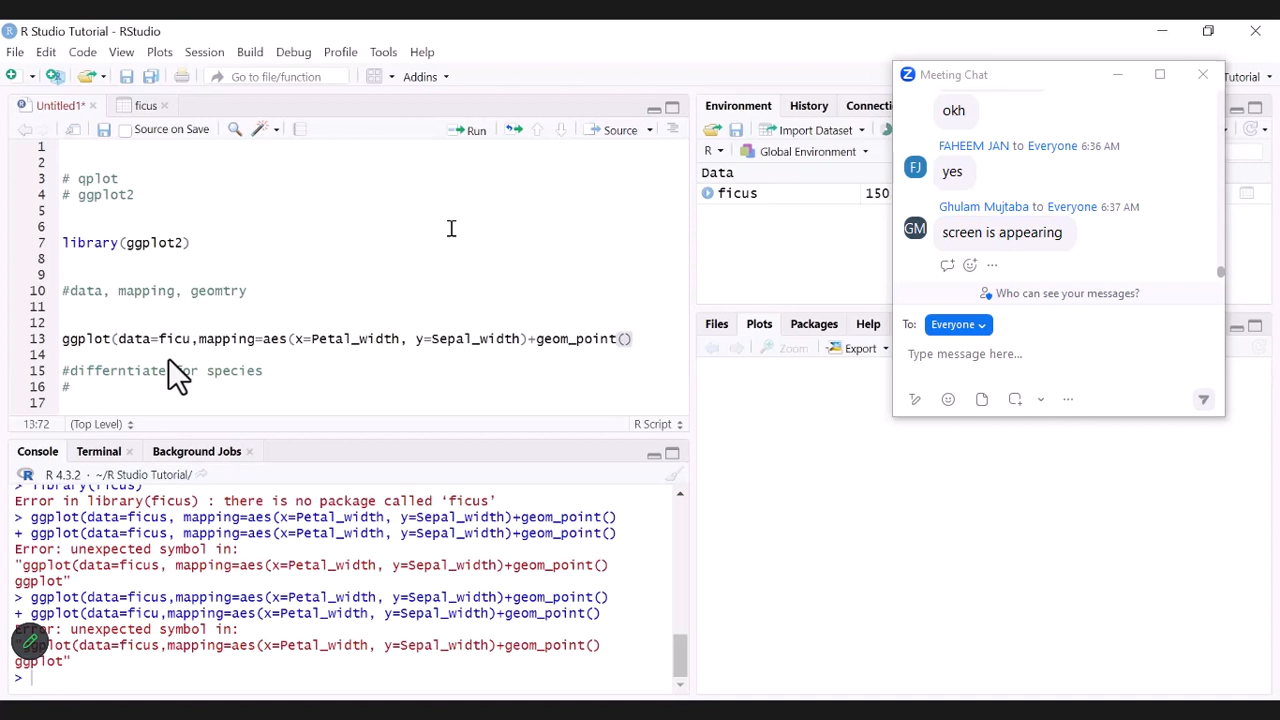 R Studio Tutorial - RStudio
File Edit Code View Plots Session Build Debug Profile Tools Help
Go to file/function
Addins
Tutorial
Untitled1*
ficus
Source on Save
Run
Source
1
2
3 # qplot
4 # ggplot2
5
6
7 library(ggplot2)
8
9
10 #data, mapping, geomtry
11
12
13 ggplot(data=ficu,mapping=aes(x=Petal_width, y=Sepal_width)+geom_point()
14
15 #differntiate or species
16 #
17
13:72 (Top Level) R Script
Console Terminal Background Jobs
R 4.3.2 · ~/R Studio Tutorial/
> library(ficus)
Error in library(ficus) : there is no package called ‘ficus’
> ggplot(data=ficus, mapping=aes(x=Petal_width, y=Sepal_width)+geom_point()
+ ggplot(data=ficus, mapping=aes(x=Petal_width, y=Sepal_width)+geom_point()
Error: unexpected symbol in:
"ggplot(data=ficus, mapping=aes(x=Petal_width, y=Sepal_width)+geom_point()
ggplot"
> ggplot(data=ficus,mapping=aes(x=Petal_width, y=Sepal_width)+geom_point()
+ ggplot(data=ficu,mapping=aes(x=Petal_width, y=Sepal_width)+geom_point()
Error: unexpected symbol in:
ggplot(data=ficus,mapping=aes(x=Petal_width, y=Sepal_width)+geom_point()
ggplot"
>
Environment History Connecti
Import Dataset
R Global Environment
Data
ficus 150
Files Plots Packages Help
Zoom Export
Meeting Chat
okh
FAHEEM JAN to Everyone 6:36 AM
FJ
yes
Ghulam Mujtaba to Everyone 6:37 AM
GM
screen is appearing
Who can see your messages?
To: Everyone
Type message here...